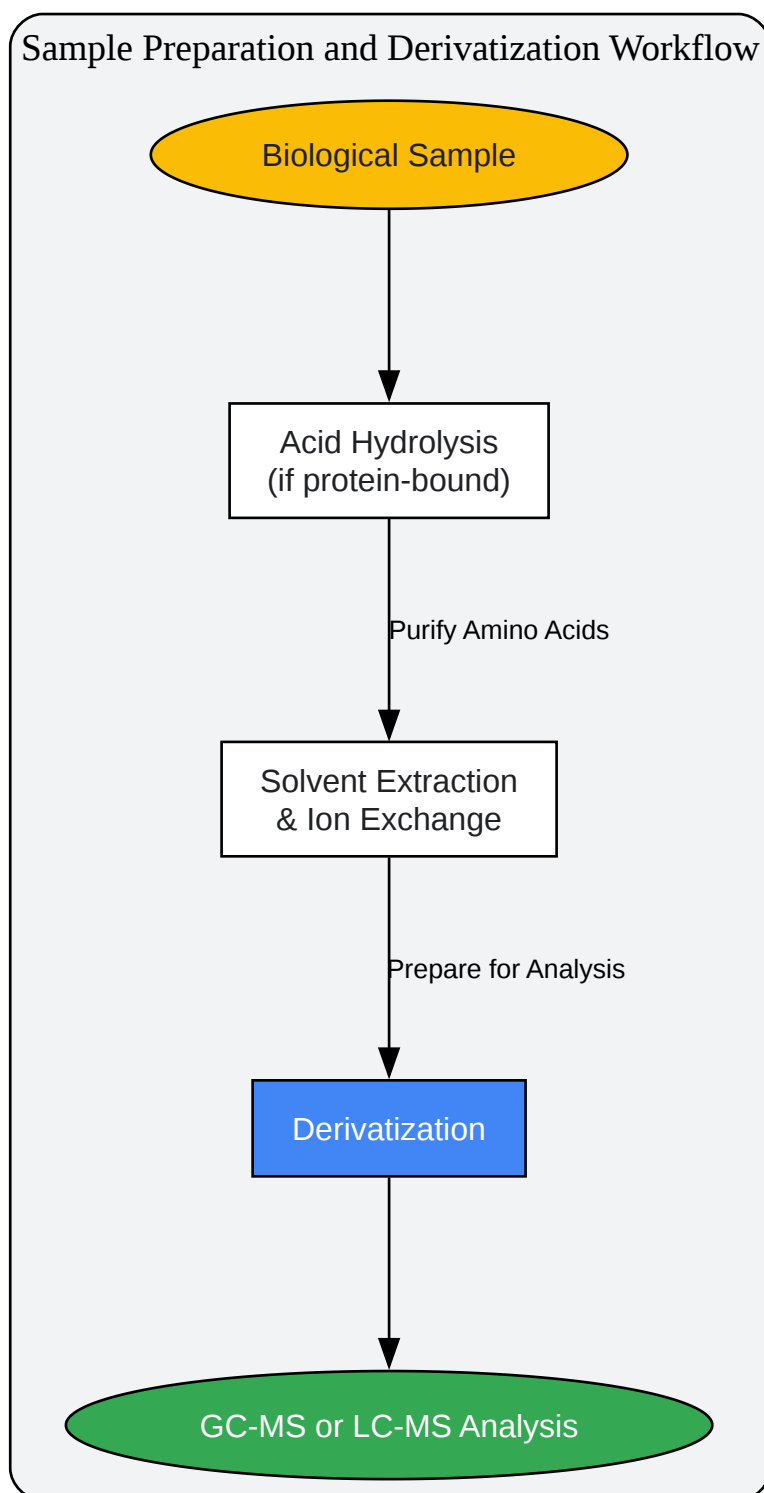 Sample Preparation and Derivatization Workflow
Biological Sample
Acid Hydrolysis
(if protein-bound)
Purify Amino Acids
Solvent Extraction
& Ion Exchange
Prepare for Analysis
Derivatization
GC-MS or LC-MS Analysis